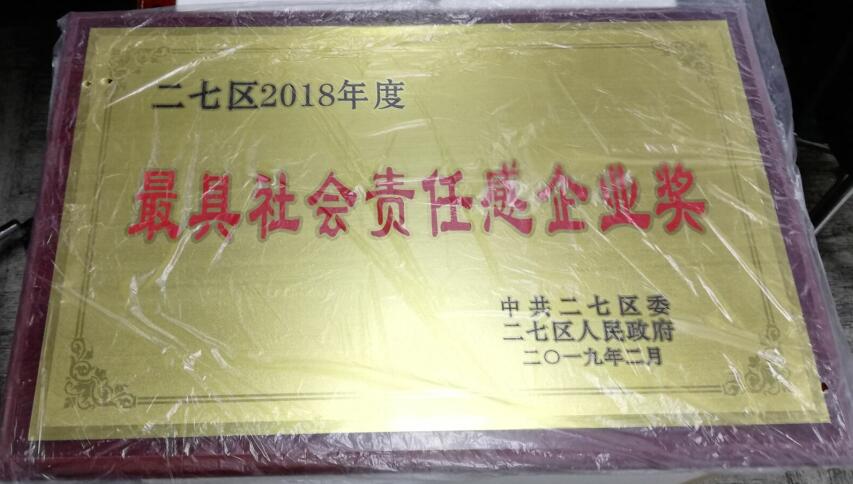 二七区2018年度
最具社会责任感企业奖
中共二七区委
二七区人民政府
二〇一九年二月